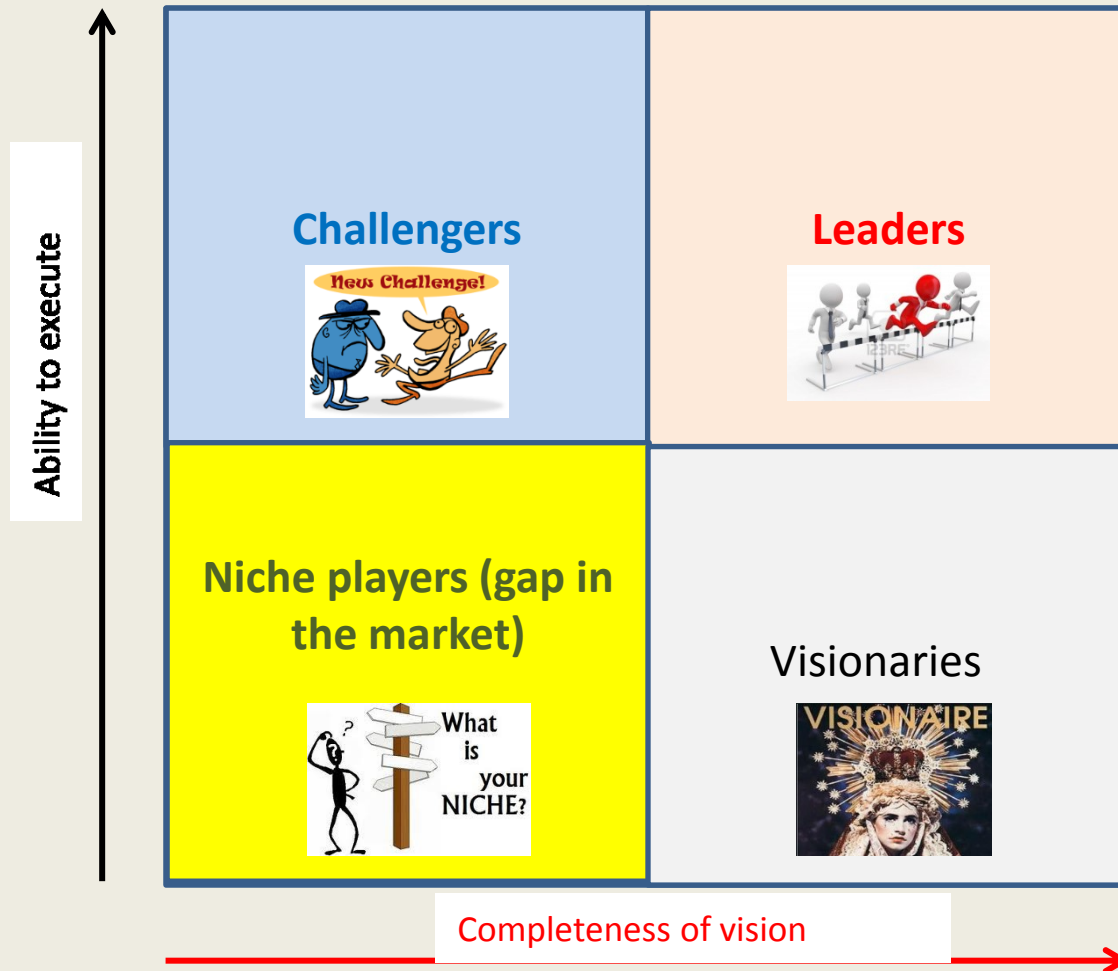 Ability to execute
Challengers
New Challenge!
Leaders
123RF
Niche players (gap in
the market)
?
What
is
your
NICHE?
Visionaries
VISIONAIRE
Completeness of vision